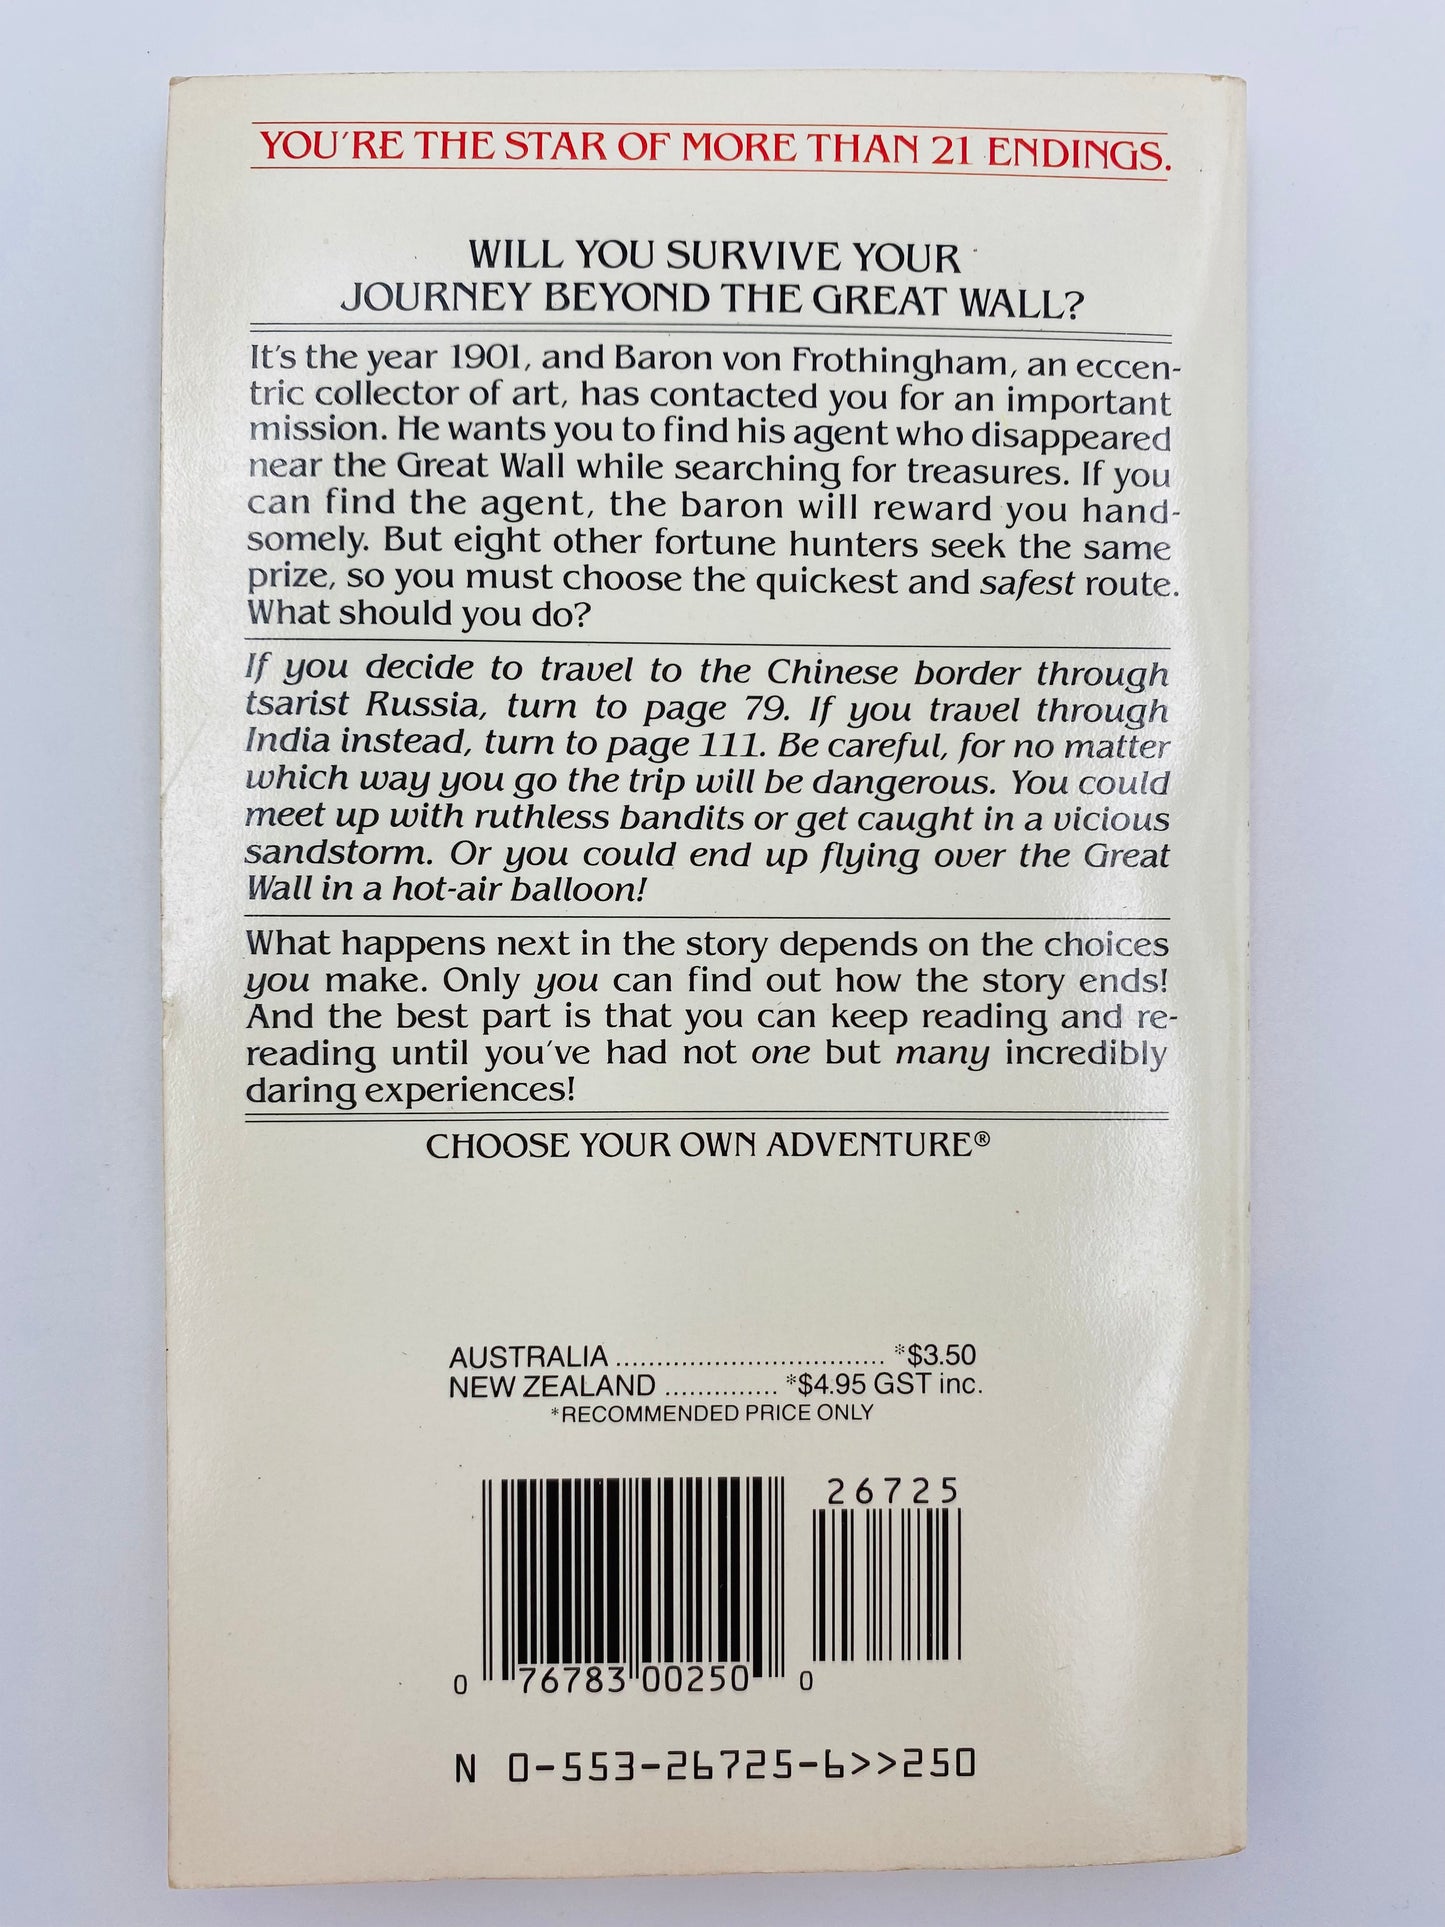 YOU'RE THE STAR OF MORE THAN 21 ENDINGS.
WILL YOU SURVIVE YOUR
JOURNEY BEYOND THE GREAT WALL?
It's the year 1901, and Baron von Frothingham, an eccen-
tric collector of art, has contacted you for an important
mission. He wants you to find his agent who disappeared
near the Great Wall while searching for treasures. If you
can find the agent, the baron will reward you hand-
somely. But eight other fortune hunters seek the same
prize, so you must choose the quickest and safest route.
What should you do?
If you decide to travel to the Chinese border through
tsarist Russia, turn to page 79. If you travel through
India instead, turn to page 111. Be careful, for no matter
which way you go the trip will be dangerous. You could
meet up with ruthless bandits or get caught in a vicious
sandstorm. Or you could end up flying over the Great
Wall in a hot-air balloon!
What happens next in the story depends on the choices
you make. Only you can find out how the story ends!
And the best part is that you can keep reading and re-
reading until you've had not one but many incredibly
daring experiences!
CHOOSE YOUR OWN ADVENTURE®
AUSTRALIA ................................ *$3.50
NEW ZEALAND .............. *$4.95 GST inc.
*RECOMMENDED PRICE ONLY
26725
0 76783 00250 0
N 0-553-26725-6>>250